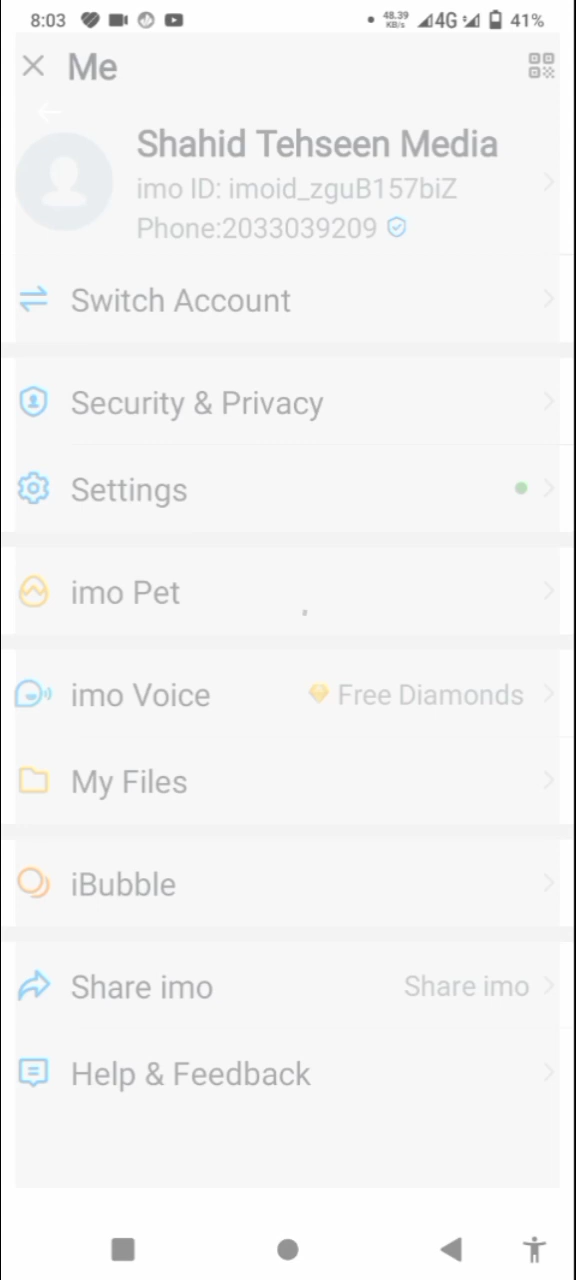 8:03 48.39 KB/s 4G 41%
Me
Shahid Tehseen Media
imo ID: imoid_zguB157biZ
Phone:2033039209
Switch Account
Security & Privacy
Settings
imo Pet
imo Voice Free Diamonds
My Files
iBubble
Share imo Share imo
Help & Feedback